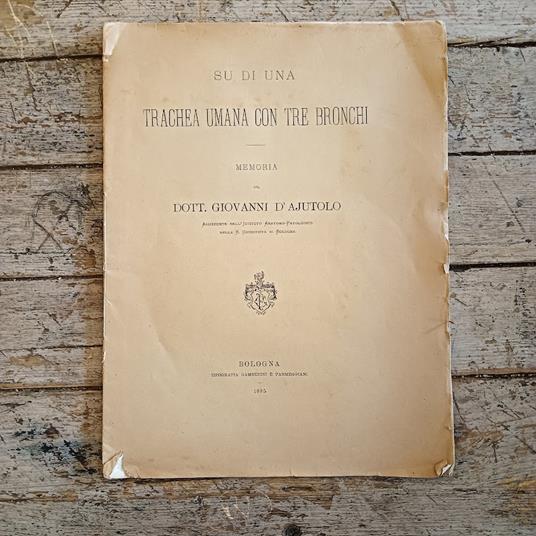 SU DI UNA
TRACHEA UMANA CON TRE BRONCHI
MEMORIA
DEL
DOTT. GIOVANNI D'AJUTOLO
ASSISTENTE NELL'ISTITUTO ANATOMO-PATOLOGICO
DELLA R. UNIVERSITÀ DI BOLOGNA
BOLOGNA
TIPOGRAFIA GAMBERINI E PARMEGGIANI
1885